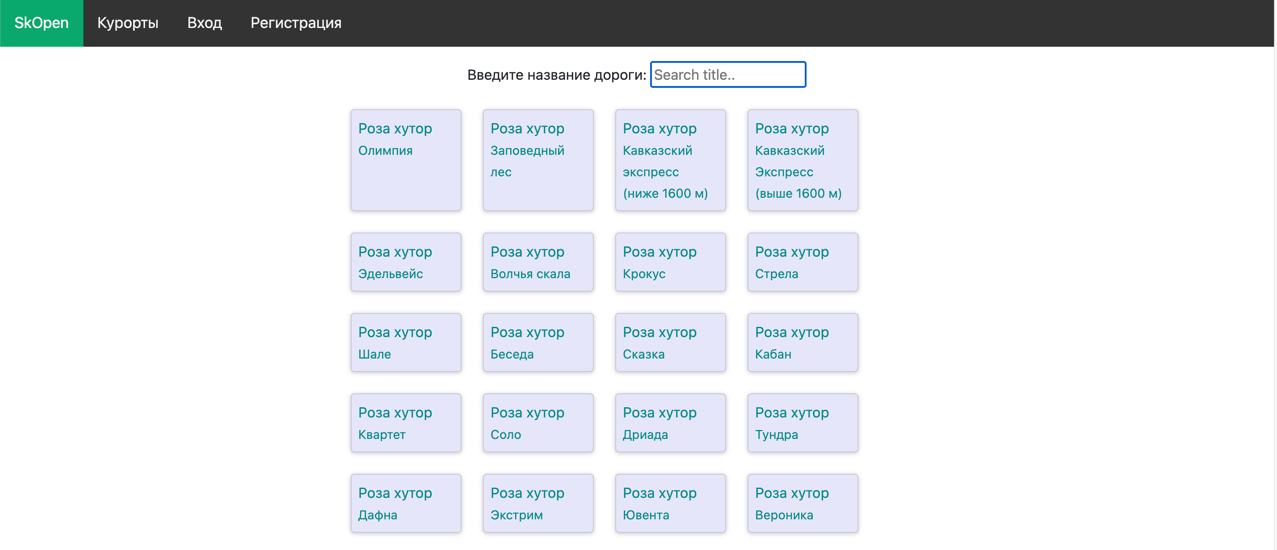 SkOpen Курорты Вход Регистрация
Введите название дороги: Search title..
Роза хутор
Олимпия
Роза хутор
Заповедный
лес
Роза хутор
Кавказский
экспресс
(ниже 1600 м)
Роза хутор
Кавказский
Экспресс
(выше 1600 м)
Роза хутор
Эдельвейс
Роза хутор
Волчья скала
Роза хутор
Крокус
Роза хутор
Стрела
Роза хутор
Шале
Роза хутор
Беседа
Роза хутор
Сказка
Роза хутор
Кабан
Роза хутор
Квартет
Роза хутор
Соло
Роза хутор
Дриада
Роза хутор
Тундра
Роза хутор
Дафна
Роза хутор
Экстрим
Роза хутор
Ювента
Роза хутор
Вероника